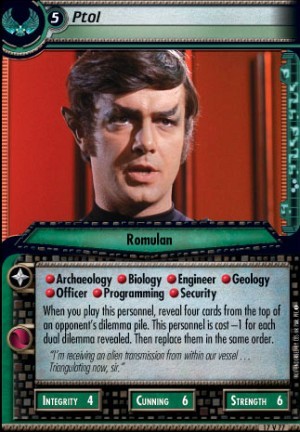 5 Ptol
Romulan
Archaeology Biology Engineer Geology
Officer Programming Security
When you play this personnel, reveal four cards from the top
of an opponent's dilemma pile. This personnel is cost –1 for each
dual dilemma revealed. Then replace them in the same order.
"I'm receiving an alien transmission from within our vessel . . .
Triangulating now, sir."
INTEGRITY 4 CUNNING 6 STRENGTH 6